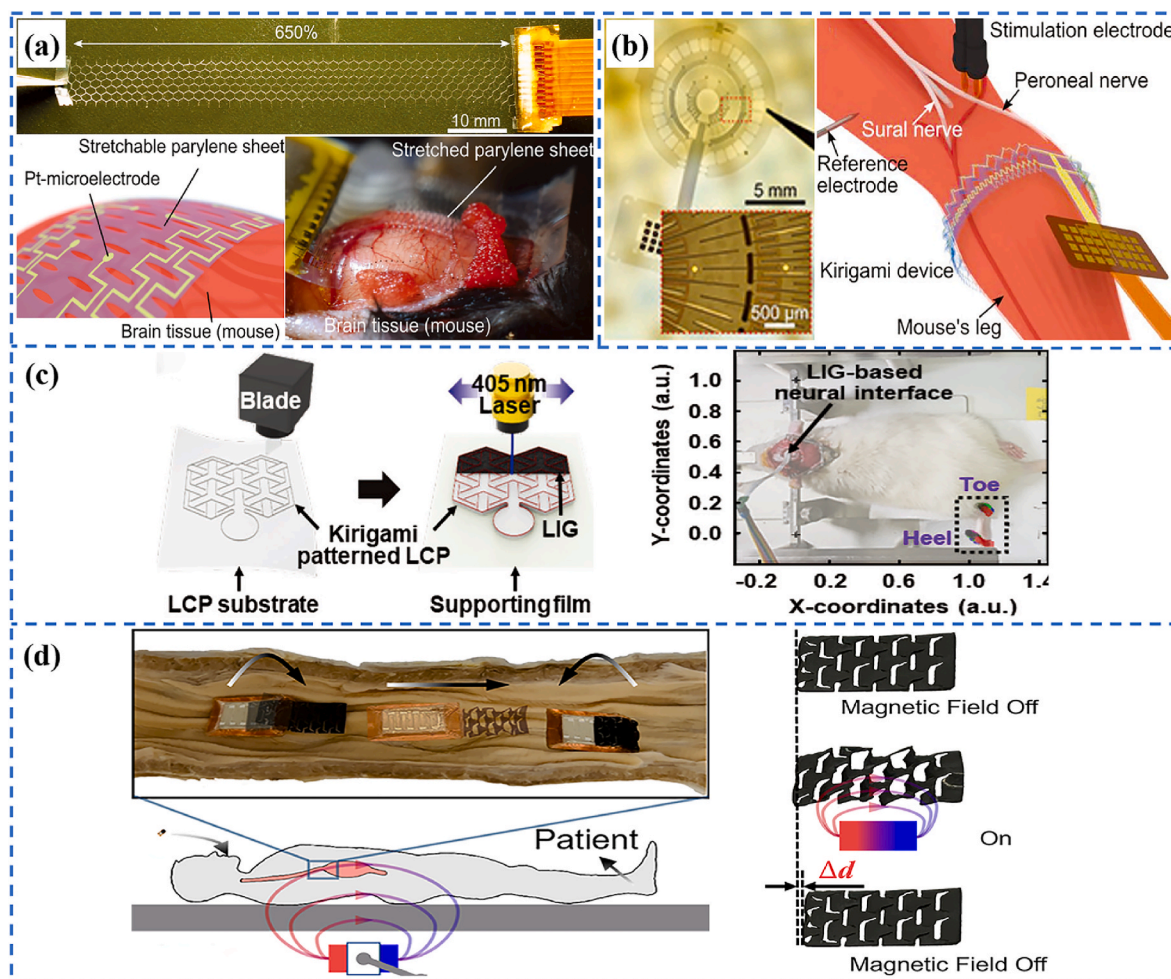 (a)
650%
10 mm
Stretchable parylene sheet
Pt-microelectrode
Brain tissue (mouse)
Stretched parylene sheet
Brain tissue (mouse)
(b)
5 mm
500 μm
Stimulation electrode
Peroneal nerve
Sural nerve
Reference
electrode
Kirigami device
Mouse's leg
(c)
Blade
405 nm
Laser
Kirigami
patterned LCP
LIG
LCP substrate
Supporting film
LIG-based
neural interface
Toe
Heel
Y-coordinates (a.u.)
1.0
0.8
0.6
0.4
0.2
0.0
-0.2
0.2
0.6
1.0
1.4
X-coordinates (a.u.)
(d)
Patient
Magnetic Field Off
On
Δd
Magnetic Field Off